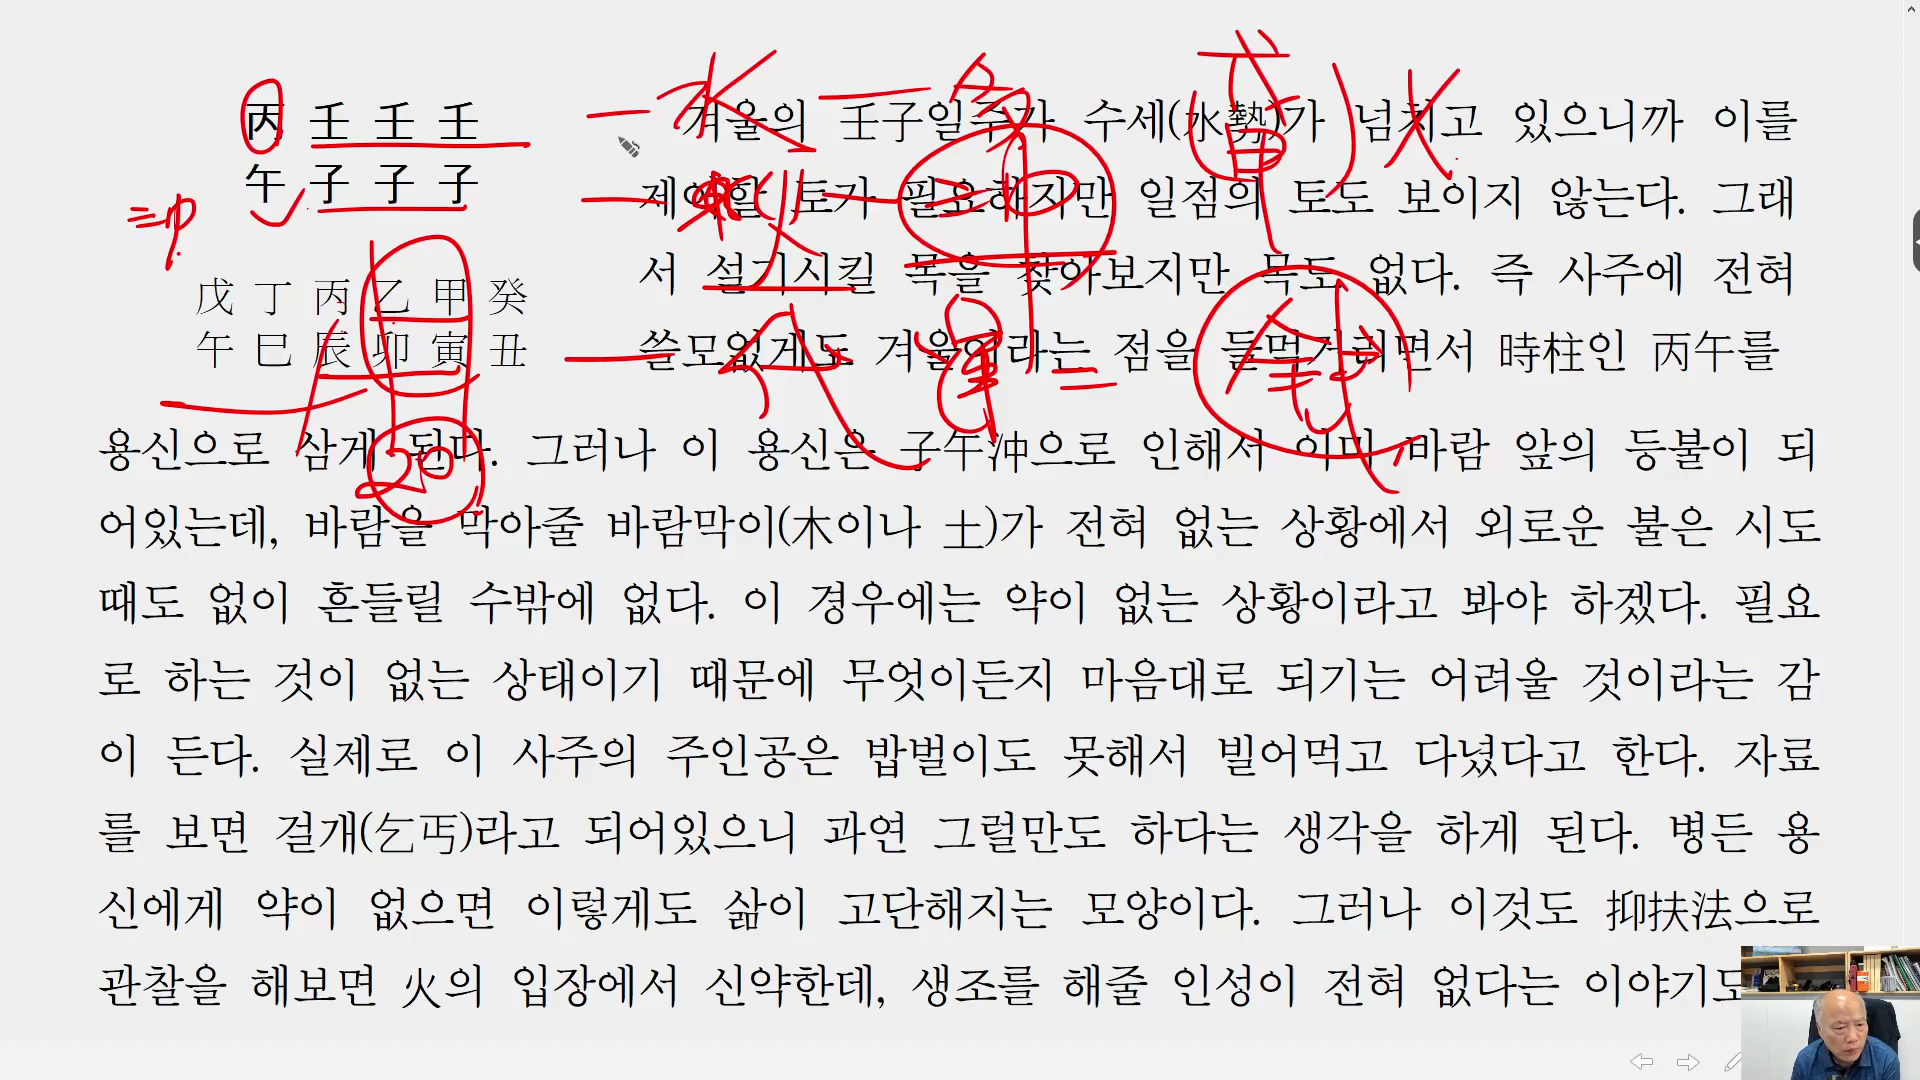 丙 壬 壬 壬
午 子 子 子
戊 丁 丙 乙 甲 癸
午 巳 辰 卯 寅 丑
겨울의 壬子일주가 수세(水勢)가 넘치고 있으니까 이를
제어할 토가 필요하지만 일점의 토도 보이지 않는다. 그래
서 설기시킬 목을 찾아보지만 목도 없다. 즉 사주에 전혀
쓸모없게도 겨울이라는 점을 들먹거리면서 時柱인 丙午를
용신으로 삼게 된다. 그러나 이 용신은 子午沖으로 인해서 이미 바람 앞의 등불이 되
어있는데, 바람을 막아줄 바람막이(木이나 土)가 전혀 없는 상황에서 외로운 불은 시도
때도 없이 흔들릴 수밖에 없다. 이 경우에는 약이 없는 상황이라고 봐야 하겠다. 필요
로 하는 것이 없는 상태이기 때문에 무엇이든지 마음대로 되기는 어려울 것이라는 감
이 든다. 실제로 이 사주의 주인공은 밥벌이도 못해서 빌어먹고 다녔다고 한다. 자료
를 보면 걸개(乞丐)라고 되어있으니 과연 그럴만도 하다는 생각을 하게 된다. 병든 용
신에게 약이 없으면 이렇게도 삶이 고단해지는 모양이다. 그러나 이것도 抑扶法으로
관찰을 해보면 火의 입장에서 신약한데, 생조를 해줄 인성이 전혀 없다는 이야기도
水
火
20